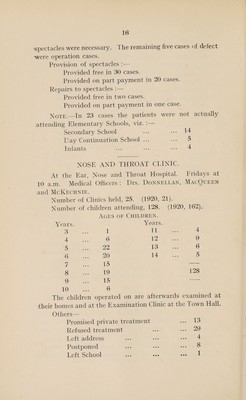 16
spectacles were necessary. The remaining five cases of defect
were operation cases.
Provision of spectacles :—
Provided free in 30 cases.
Provided on part payment in 20 cases.
Repairs to spectacles :—
Provided free in two cases.
Provided on part payment in one case.
NOTE.—In 23 cases the patients were not actually
attending Elementary Schools, viz. :—
Secondary School ... ... 14
Day Continuation School ... ... 5
Infants ... ... ... 4
NOSE AND THROAT CLINIC.
At the Ear, Nose and Throat Hospital. Fridays at
10 a.m. Medical Officers : Drs. DONNELLAN, MACQUEEN
and MCKECHNIE.
Number of Clinics held, 25. (1920, 21).
Number of children attending, 128. (1920, 162).
AGES OF CHILDREN.
Years. Years.
3 ... 1 11 ... 4
4 ... 6 12 ... 9
5 ... 22 13 ... 6
6 ... 20 14 ... 5
7 ... 15
8 ... 19 128
9 ... 15
10 ... 6
The children operated on are afterwards examined at
their homes and at the Examination Clinic at the Town Hall.
Others—
Promised private treatment ... 13
Refused treatment ... ... 29
Left address ... ... ... 4
Postponed ... ... ... 8
Left School ... ... ... 1